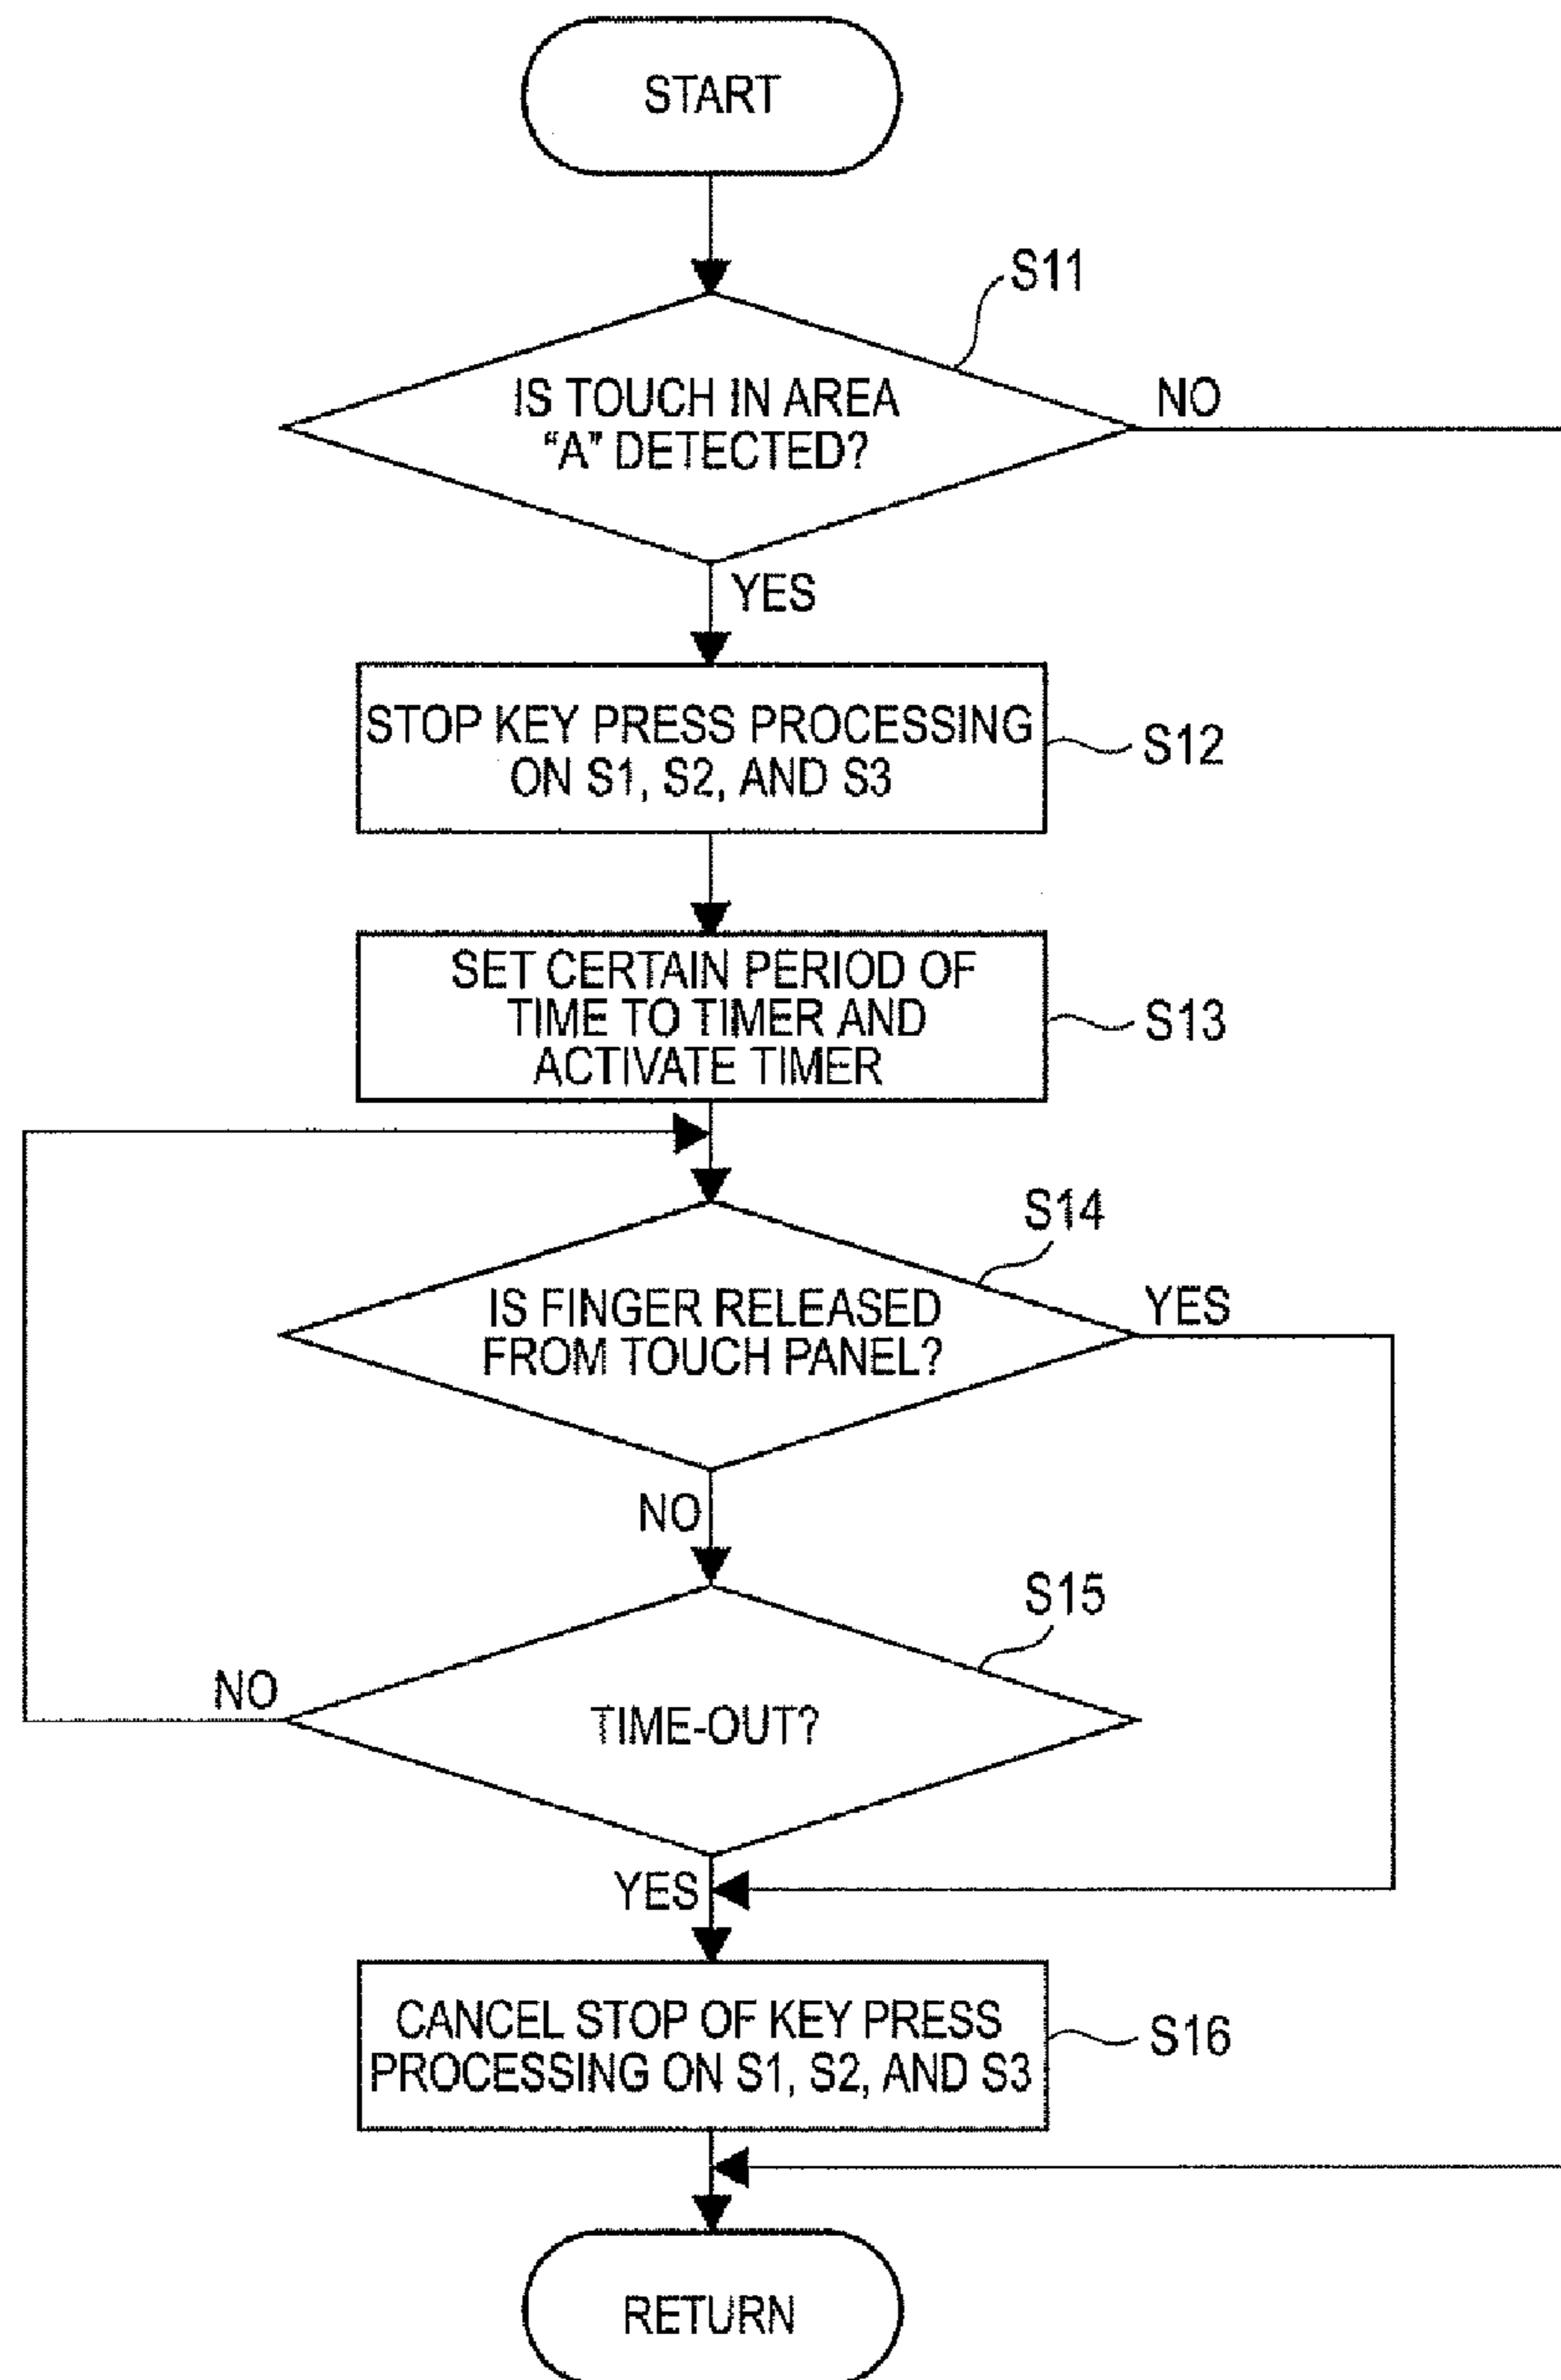 START
S11
IS TOUCH IN AREA
"A" DETECTED?
NO
YES
STOP KEY PRESS PROCESSING
ON S1, S2, AND S3
S12
SET CERTAIN PERIOD OF
TIME TO TIMER AND
ACTIVATE TIMER
S13
S14
IS FINGER RELEASED
FROM TOUCH PANEL?
YES
NO
S15
TIME-OUT?
NO
YES
CANCEL STOP OF KEY PRESS
PROCESSING ON S1, S2, AND S3
S16
RETURN